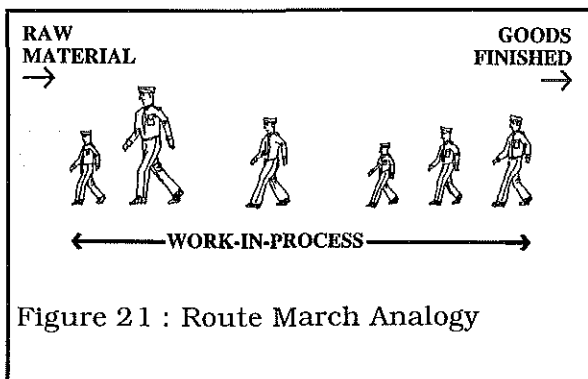 RAW
MATERIAL
→
GOODS
FINISHED
→
WORK-IN-PROCESS
Figure 21 : Route March Analogy